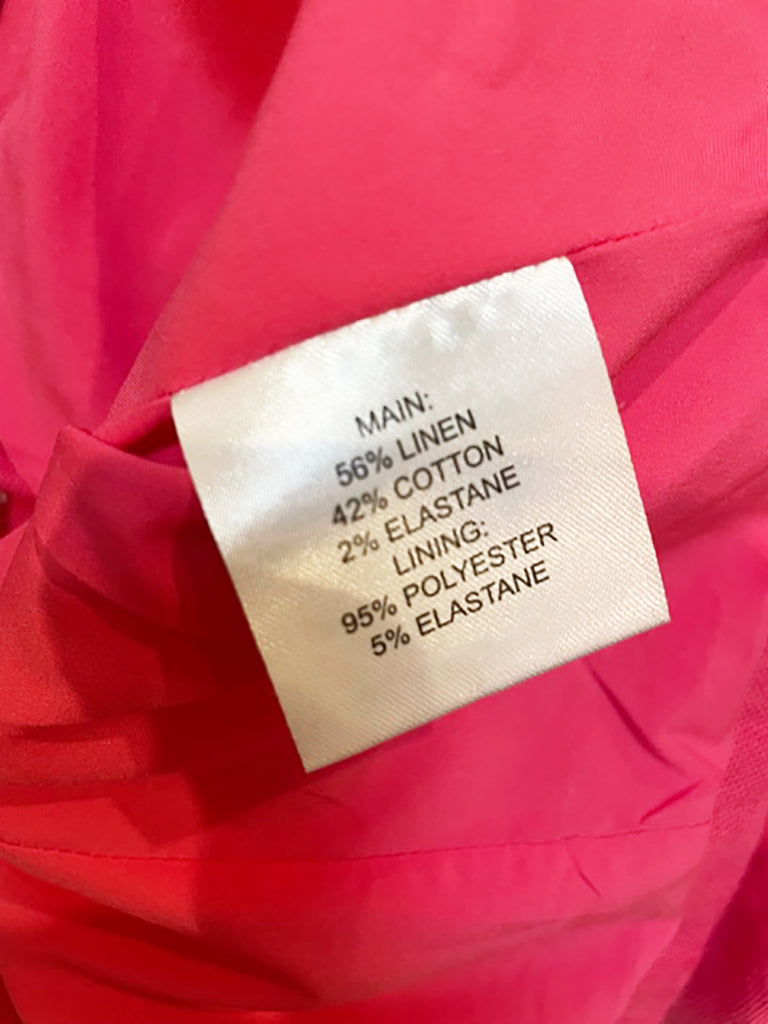 MAIN:
56% LINEN
42% COTTON
2% ELASTANE
LINING:
95% POLYESTER
5% ELASTANE